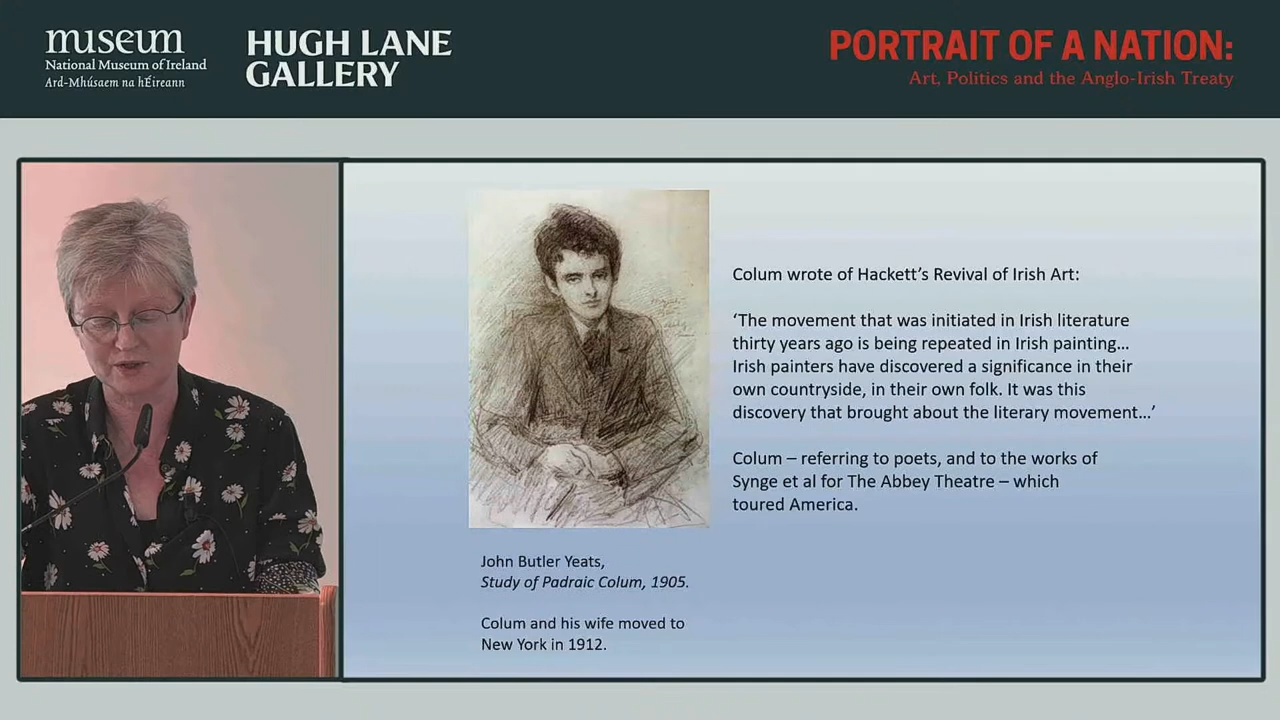 museum
National Museum of Ireland
Ard-Mhúsaem na hÉireann
HUGH LANE
GALLERY
PORTRAIT OF A NATION:
Art, Politics and the Anglo-Irish Treaty
Colum wrote of Hackett’s Revival of Irish Art:
‘The movement that was initiated in Irish literature
thirty years ago is being repeated in Irish painting...
Irish painters have discovered a significance in their
own countryside, in their own folk. It was this
discovery that brought about the literary movement...’
Colum – referring to poets, and to the works of
Synge et al for The Abbey Theatre – which
toured America.
John Butler Yeats,
Study of Padraic Colum, 1905.
Colum and his wife moved to
New York in 1912.